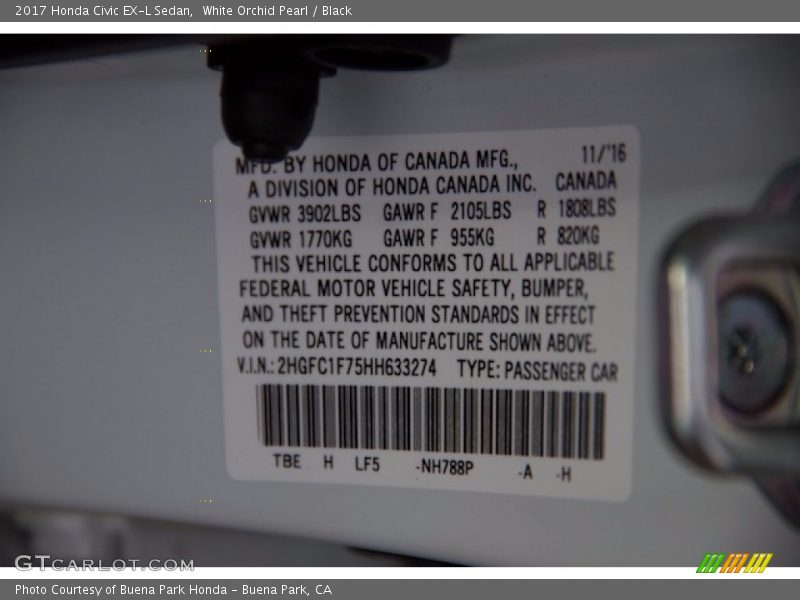 2017 Honda Civic EX-L Sedan, White Orchid Pearl / Black
MFD. BY HONDA OF CANADA MFG., 11/'16
A DIVISION OF HONDA CANADA INC. CANADA
GVWR 3902LBS GAWR F 2105LBS R 1808LBS
GVWR 1770KG GAWR F 955KG R 820KG
THIS VEHICLE CONFORMS TO ALL APPLICABLE
FEDERAL MOTOR VEHICLE SAFETY, BUMPER,
AND THEFT PREVENTION STANDARDS IN EFFECT
ON THE DATE OF MANUFACTURE SHOWN ABOVE.
V.I.N.: 2HGFC1F75HH633274 TYPE: PASSENGER CAR
TBE H LF5 -NH788P -A -H
GTCARLOT.COM
Photo Courtesy of Buena Park Honda - Buena Park, CA